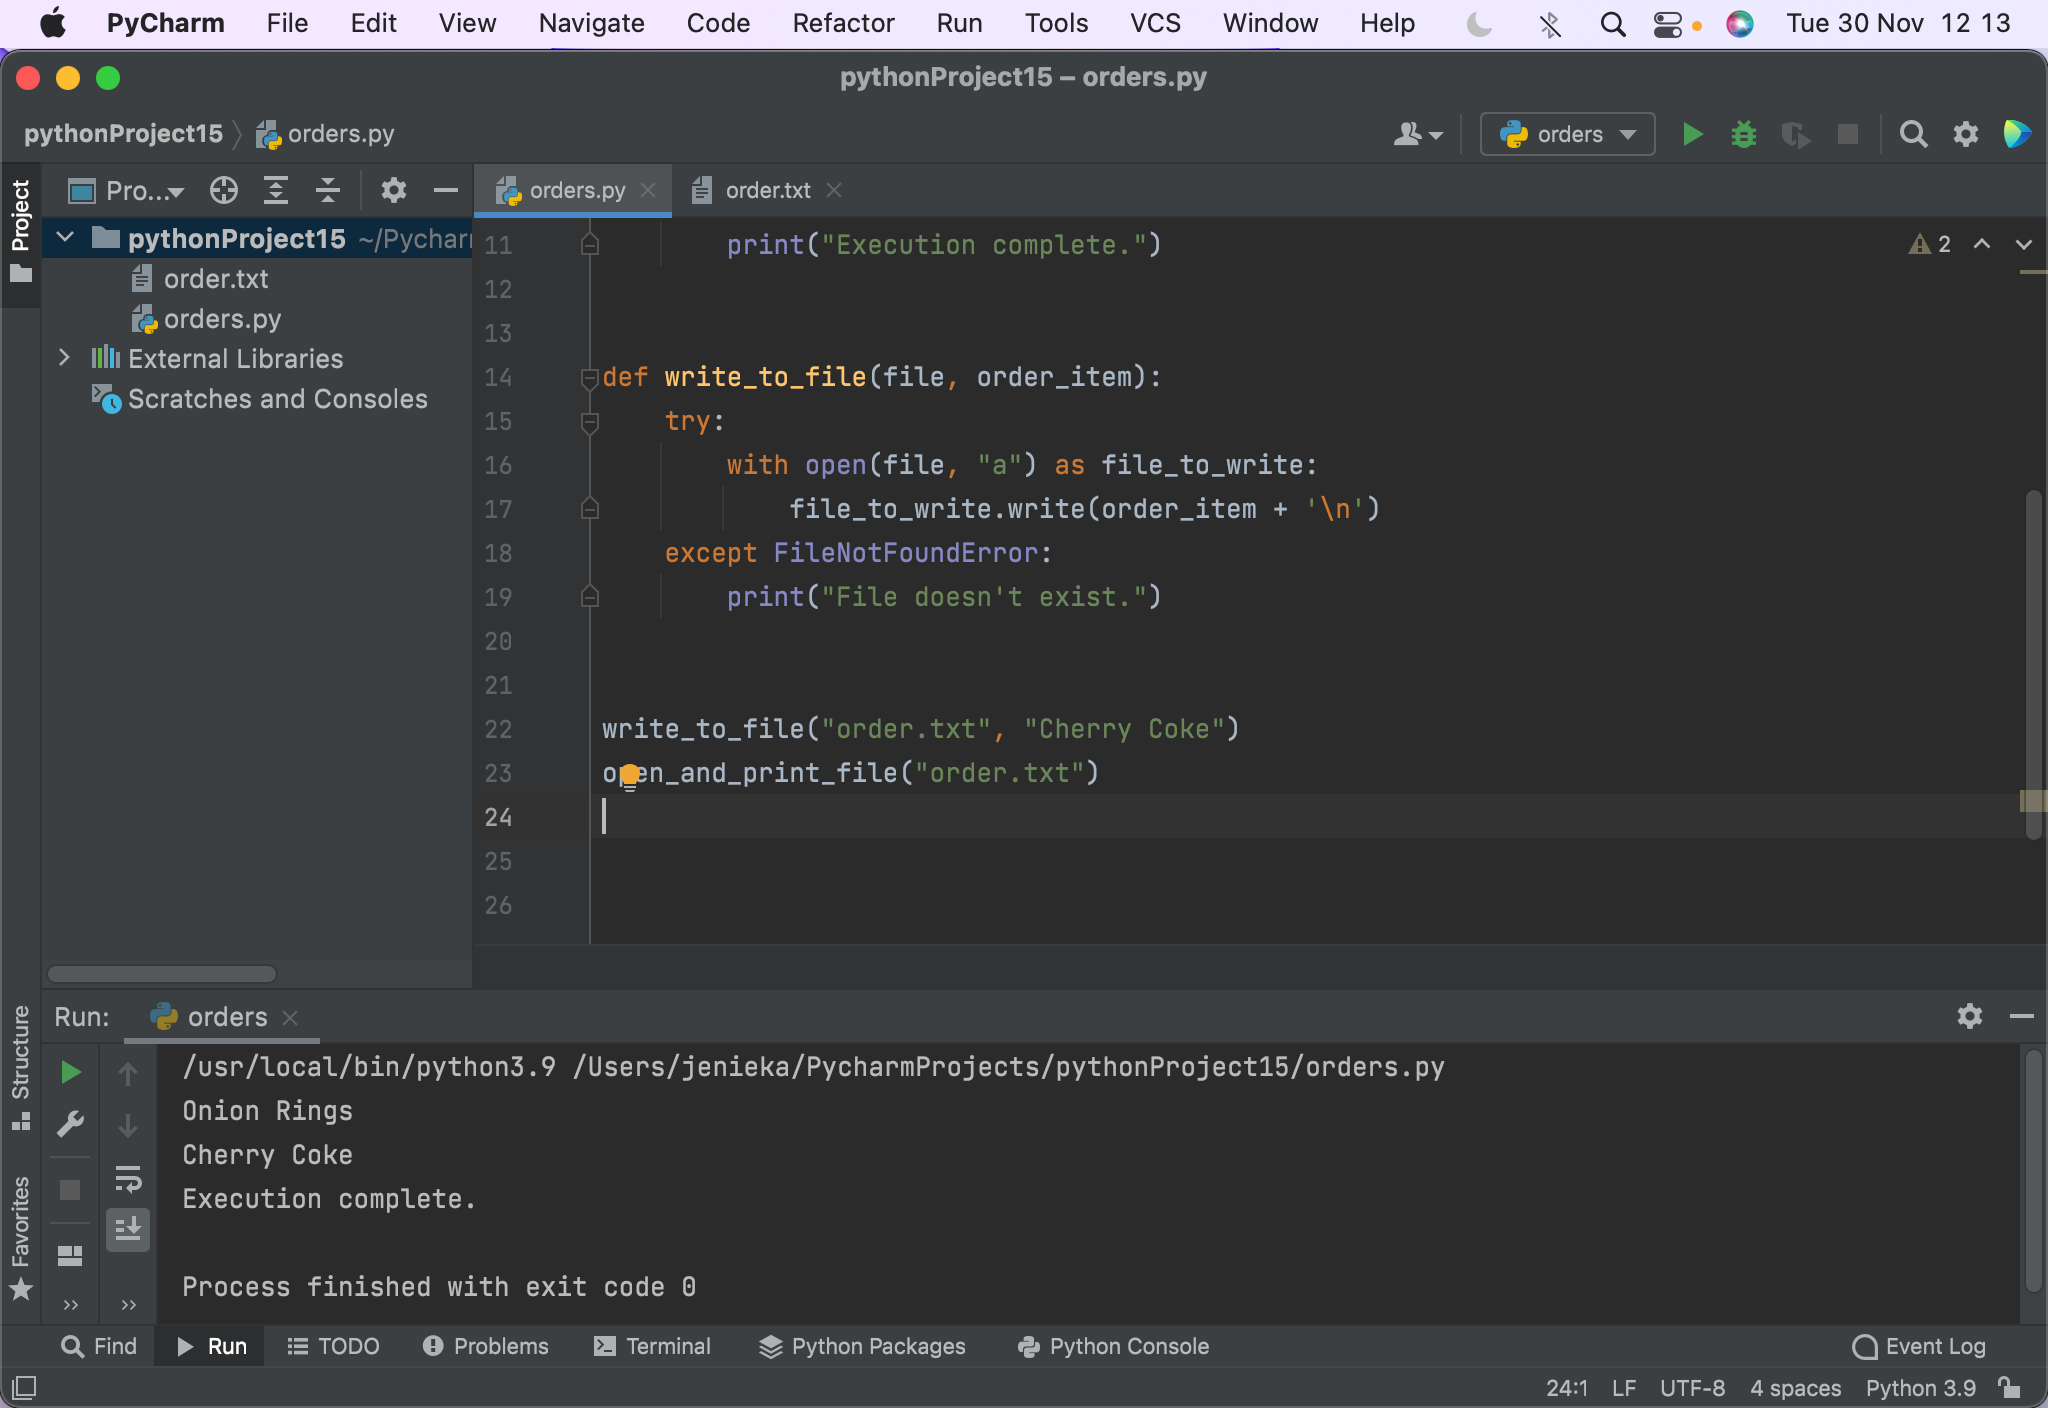 PyCharm File Edit View Navigate Code Refactor Run Tools VCS Window Help Tue 30 Nov 12 13
pythonProject15 – orders.py
pythonProject15 orders.py
orders
Project
Pro...
orders.py order.txt
pythonProject15 ~/Pychar
order.txt
orders.py
External Libraries
Scratches and Consoles
2
11 print("Execution complete.")
12
13
14 def write_to_file(file, order_item):
15 try:
16 with open(file, "a") as file_to_write:
17 file_to_write.write(order_item + '\n')
18 except FileNotFoundError:
19 print("File doesn't exist.")
20
21
22 write_to_file("order.txt", "Cherry Coke")
23 open_and_print_file("order.txt")
24
25
26
Structure
Favorites
Run: orders
/usr/local/bin/python3.9 /Users/jenieka/PycharmProjects/pythonProject15/orders.py
Onion Rings
Cherry Coke
Execution complete.
Process finished with exit code 0
Find Run TODO Problems Terminal Python Packages Python Console Event Log
24:1 LF UTF-8 4 spaces Python 3.9